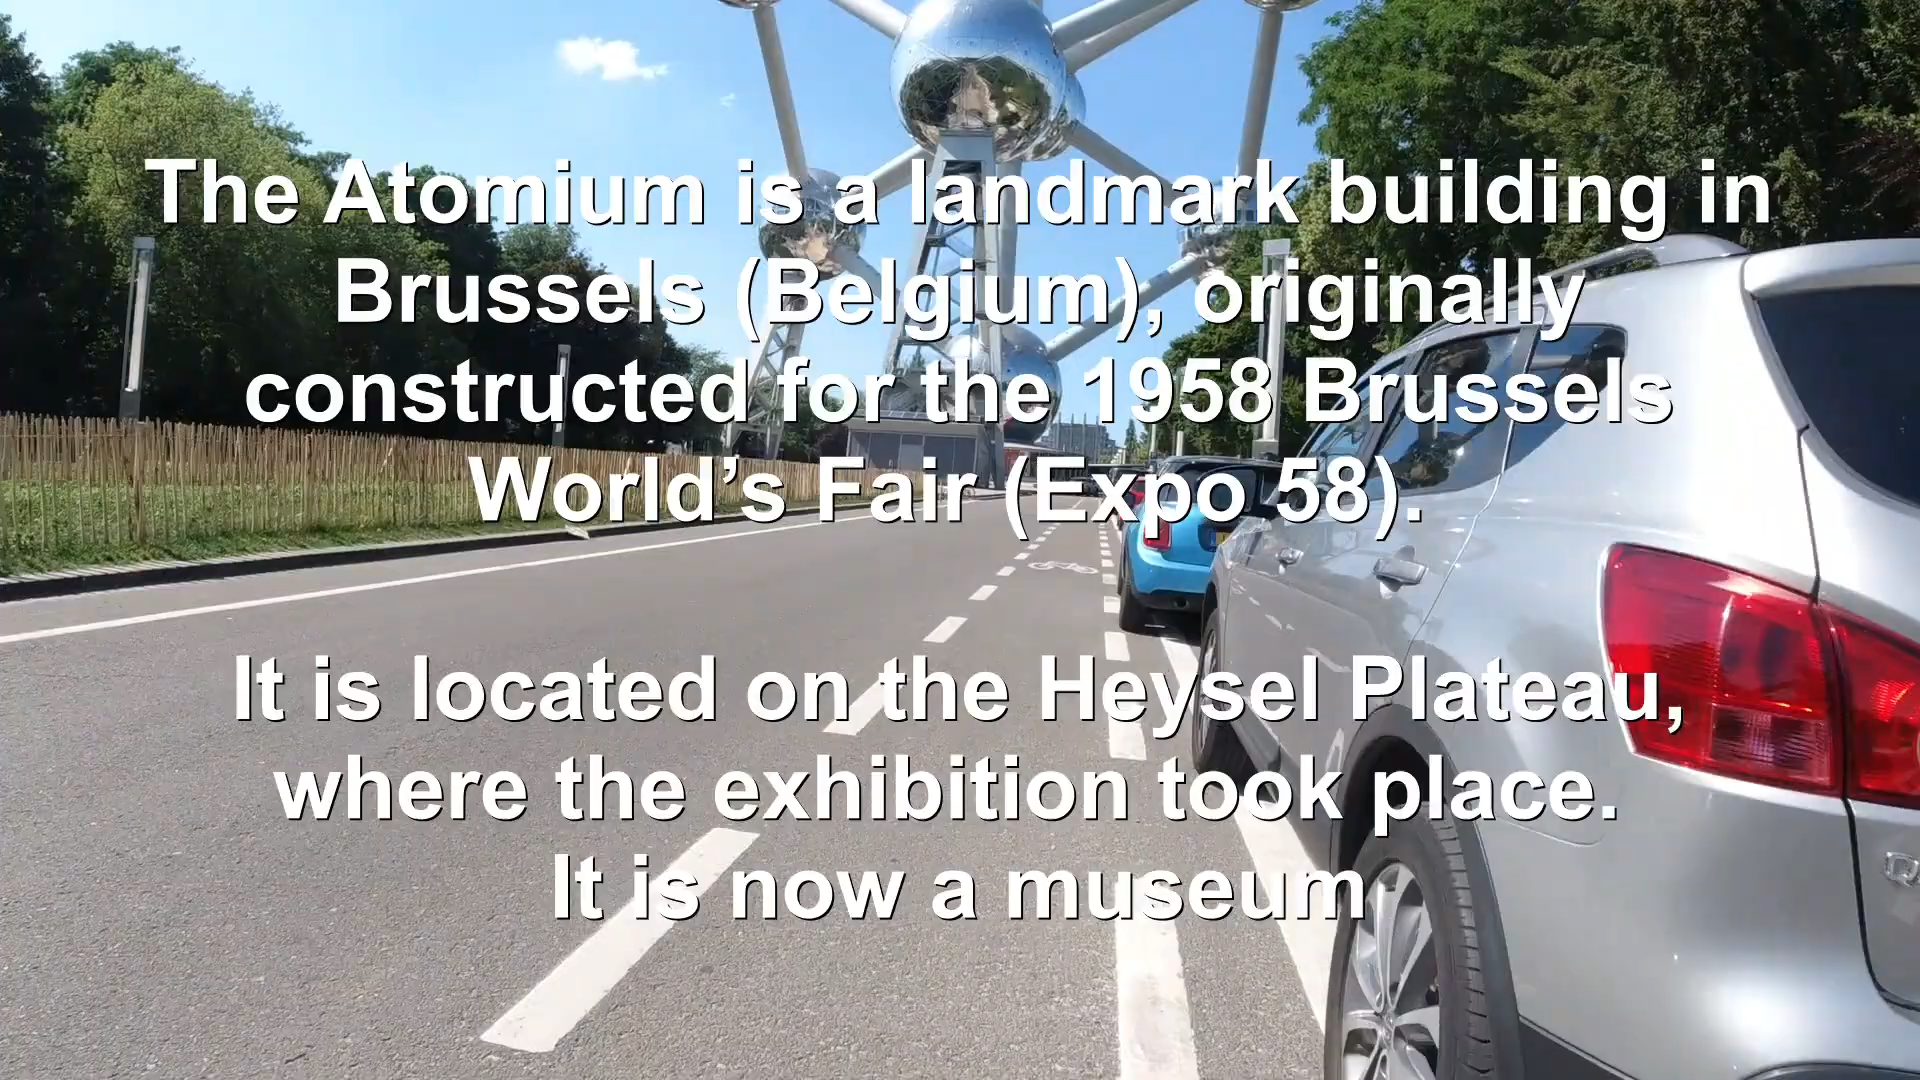 The Atomium is a landmark building in
Brussels (Belgium), originally
constructed for the 1958 Brussels
World’s Fair (Expo 58).
It is located on the Heysel Plateau,
where the exhibition took place.
It is now a museum